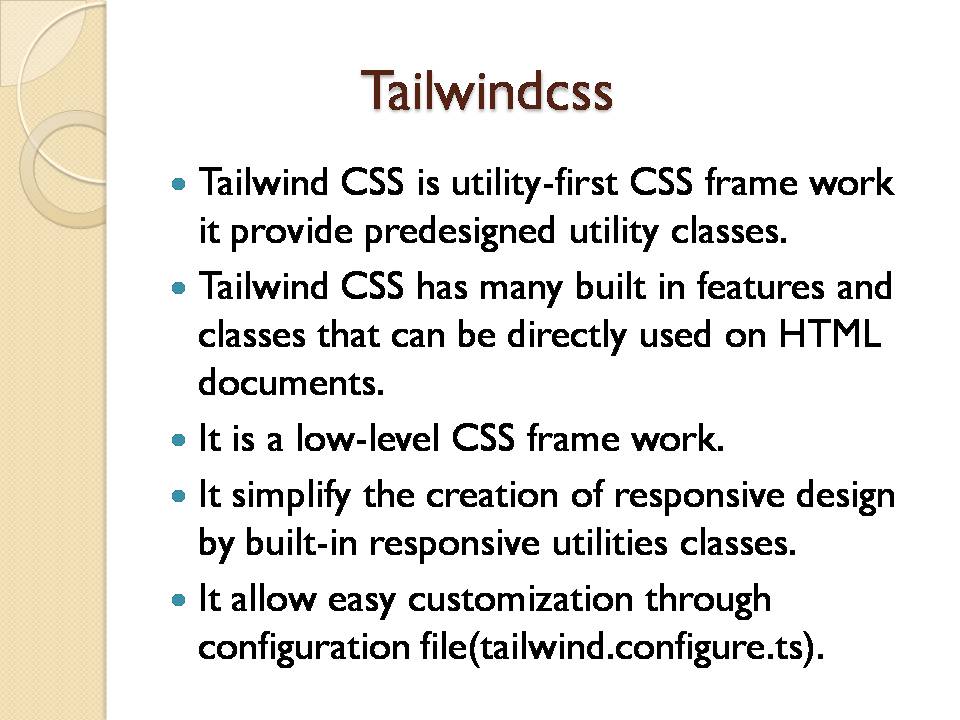 Tailwindcss
Tailwind CSS is utility-first CSS frame work
it provide predesigned utility classes.
Tailwind CSS has many built in features and
classes that can be directly used on HTML
documents.
It is a low-level CSS frame work.
It simplify the creation of responsive design
by built-in responsive utilities classes.
It allow easy customization through
configuration file(tailwind.configure.ts).